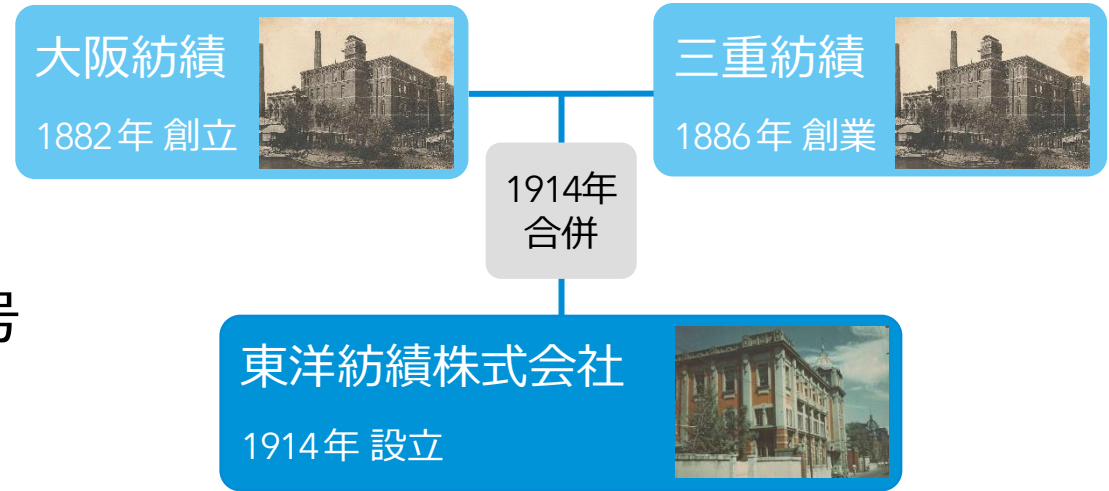 大阪紡績
1882年 創立
三重紡績
1886年 創業
1914年
合併
号
東洋紡績株式会社
1914年 設立